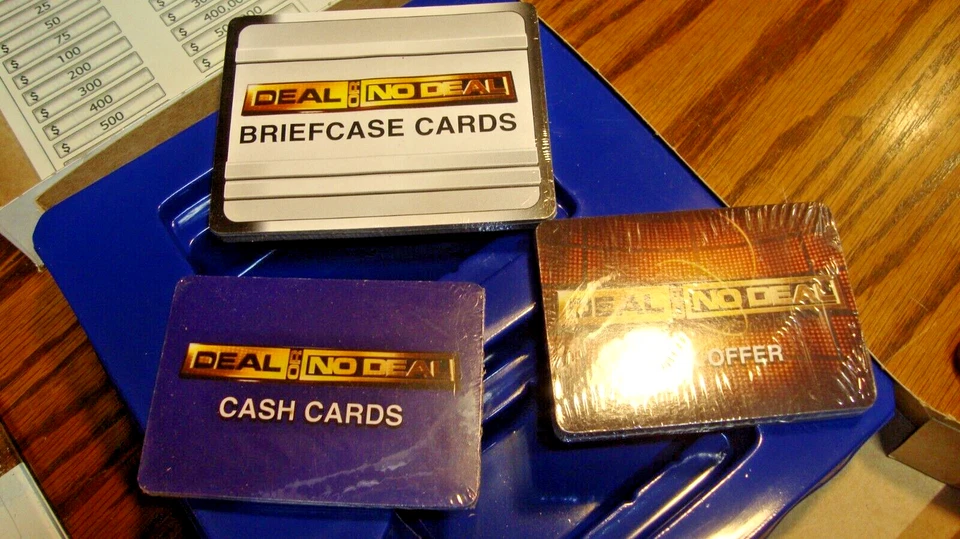 $ 50
$ 75
$ 100
$ 200
$ 300
$ 400
$ 500
$ 400,00
DEAL OR NO DEAL
BRIEFCASE CARDS
DEAL OR NO DEAL
CASH CARDS
DEAL OR NO DEAL
OFFER